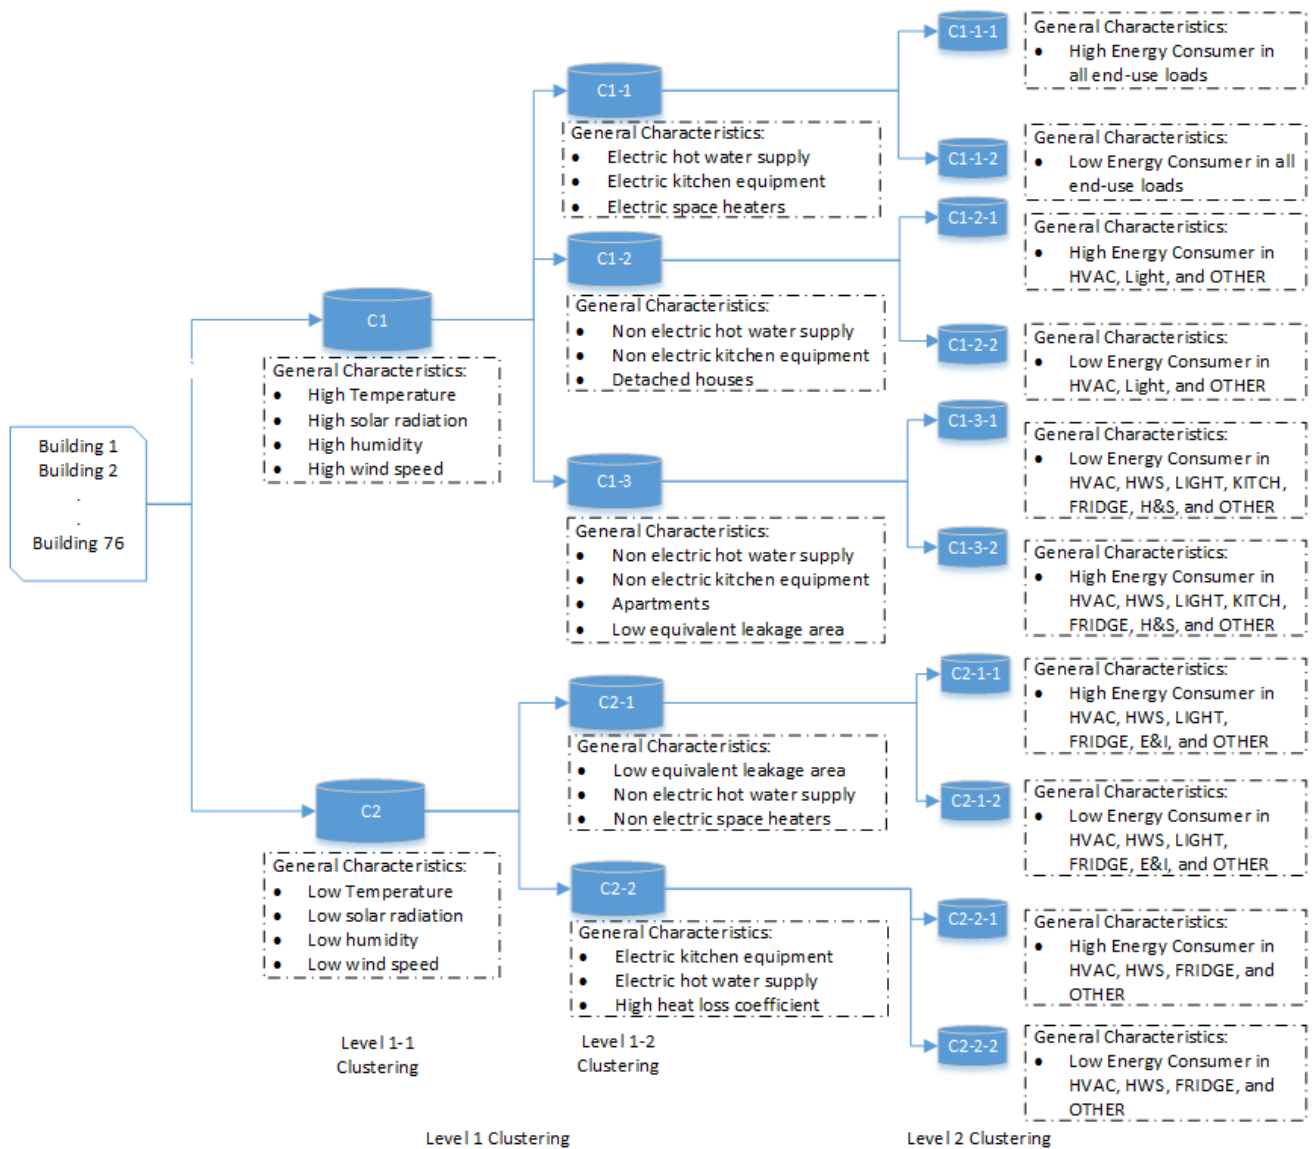 Building 1
Building 2
.
.
Building 76
C1
General Characteristics:
• High Temperature
• High solar radiation
• High humidity
• High wind speed
C2
General Characteristics:
• Low Temperature
• Low solar radiation
• Low humidity
• Low wind speed
Level 1-1
Clustering
C1-1
General Characteristics:
• Electric hot water supply
• Electric kitchen equipment
• Electric space heaters
C1-2
General Characteristics:
• Non electric hot water supply
• Non electric kitchen equipment
• Detached houses
C1-3
General Characteristics:
• Non electric hot water supply
• Non electric kitchen equipment
• Apartments
• Low equivalent leakage area
C2-1
General Characteristics:
• Low equivalent leakage area
• Non electric hot water supply
• Non electric space heaters
C2-2
General Characteristics:
• Electric kitchen equipment
• Electric hot water supply
• High heat loss coefficient
Level 1-2
Clustering
C1-1-1
General Characteristics:
• High Energy Consumer in
all end-use loads
C1-1-2
General Characteristics:
• Low Energy Consumer in all
end-use loads
C1-2-1
General Characteristics:
• High Energy Consumer in
HVAC, Light, and OTHER
C1-2-2
General Characteristics:
• Low Energy Consumer in
HVAC, Light, and OTHER
C1-3-1
General Characteristics:
• Low Energy Consumer in
HVAC, HWS, LIGHT, KITCH,
FRIDGE, H&S, and OTHER
C1-3-2
General Characteristics:
• High Energy Consumer in
HVAC, HWS, LIGHT, KITCH,
FRIDGE, H&S, and OTHER
C2-1-1
General Characteristics:
• High Energy Consumer in
HVAC, HWS, LIGHT,
FRIDGE, E&I, and OTHER
C2-1-2
General Characteristics:
• Low Energy Consumer in
HVAC, HWS, LIGHT,
FRIDGE, E&I, and OTHER
C2-2-1
General Characteristics:
• High Energy Consumer in
HVAC, HWS, FRIDGE, and
OTHER
C2-2-2
General Characteristics:
• Low Energy Consumer in
HVAC, HWS, FRIDGE, and
OTHER
Level 1 Clustering
Level 2 Clustering